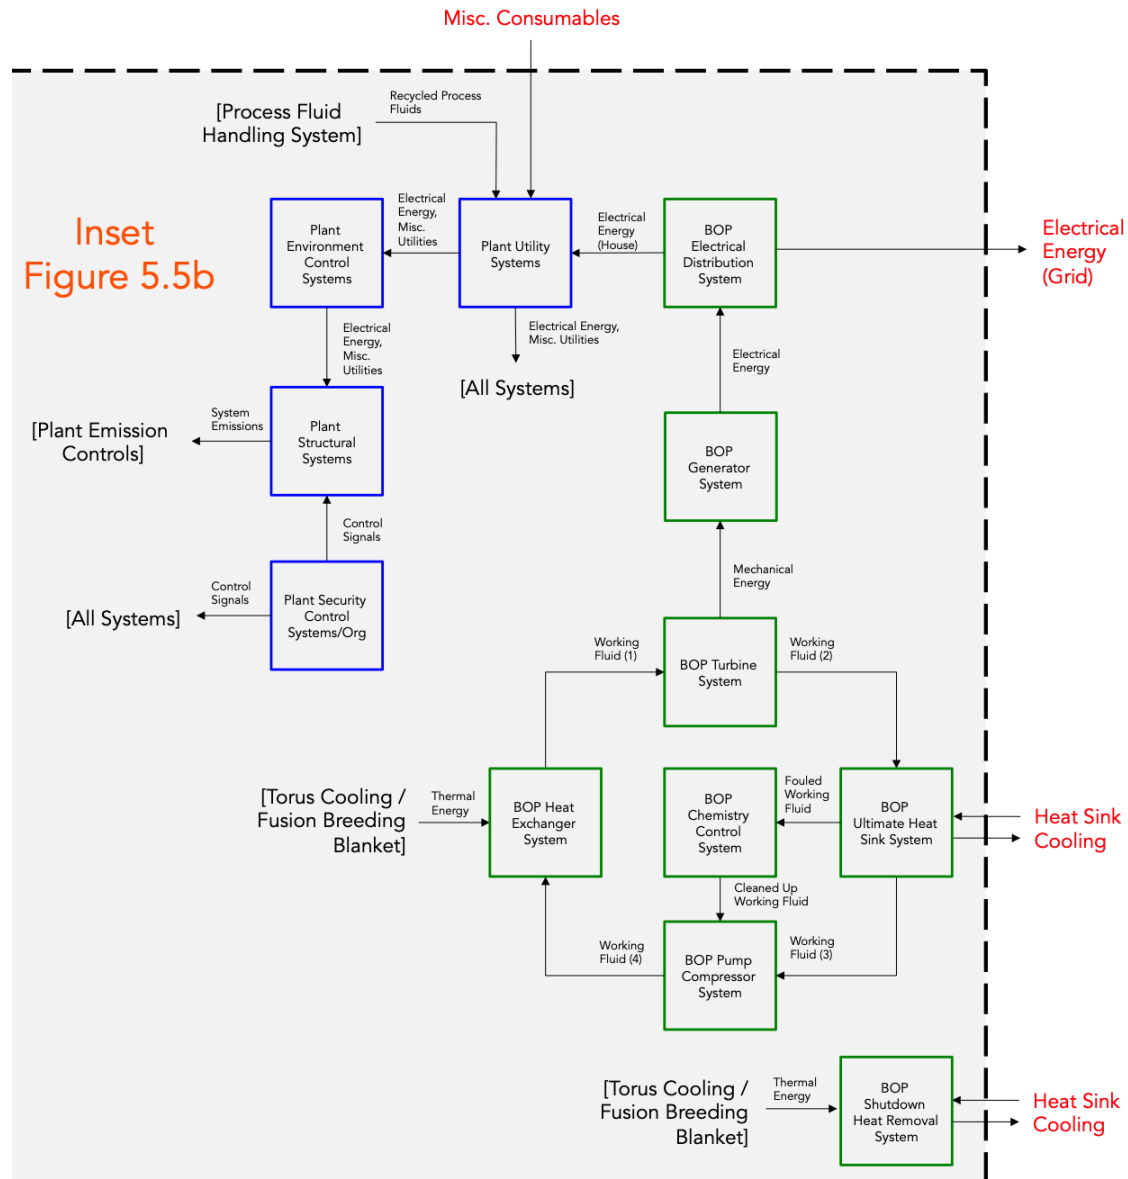 Misc. Consumables
Recycled Process
Fluids
[Process Fluid
Handling System]
Inset
Figure 5.5b
Plant
Environment
Control
Systems
Electrical
Energy,
Misc.
Utilities
Plant Utility
Systems
Electrical
Energy
(House)
BOP
Electrical
Distribution
System
Electrical
Energy
(Grid)
Electrical
Energy,
Misc.
Utilities
Electrical Energy,
Misc. Utilities
[All Systems]
Electrical
Energy
[Plant Emission
Controls]
System
Emissions
Plant
Structural
Systems
BOP
Generator
System
Control
Signals
Mechanical
Energy
[All Systems]
Control
Signals
Plant Security
Control
Systems/Org
Working
Fluid (1)
BOP Turbine
System
Working
Fluid (2)
[Torus Cooling /
Fusion Breeding
Blanket]
Thermal
Energy
BOP Heat
Exchanger
System
BOP
Chemistry
Control
System
Fouled
Working
Fluid
BOP
Ultimate Heat
Sink System
Heat Sink
Cooling
Cleaned Up
Working Fluid
Working
Fluid (4)
BOP Pump
Compressor
System
Working
Fluid (3)
[Torus Cooling /
Fusion Breeding
Blanket]
Thermal
Energy
BOP
Shutdown
Heat Removal
System
Heat Sink
Cooling